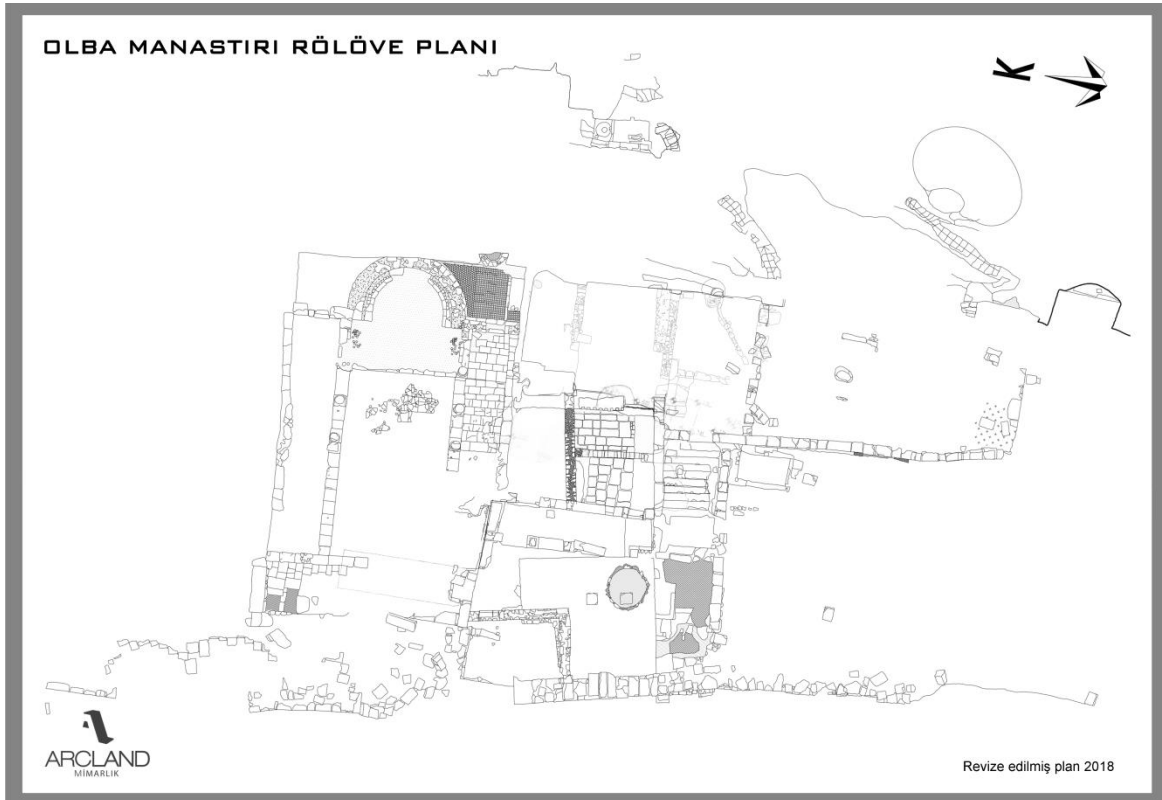 OLBA MANASTIRI RÖLÖVE PLANI
K
ARCLAND
MİMARLIK
Revize edilmiş plan 2018